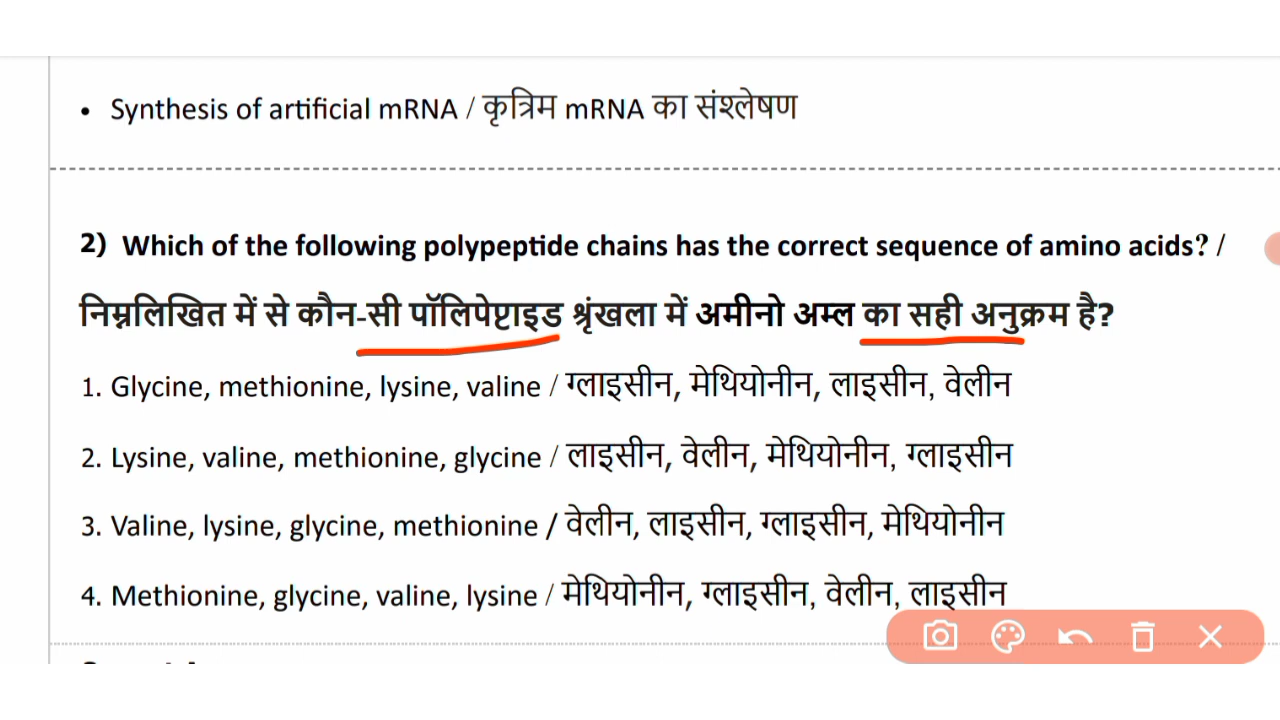 • Synthesis of artificial mRNA / कृत्रिम mRNA का संश्लेषण
2) Which of the following polypeptide chains has the correct sequence of amino acids? /
निम्नलिखित में से कौन-सी पॉलिपेप्टाइड श्रृंखला में अमीनो अम्ल का सही अनुक्रम है?
1. Glycine, methionine, lysine, valine / ग्लाइसीन, मेथियोनीन, लाइसीन, वेलीन
2. Lysine, valine, methionine, glycine / लाइसीन, वेलीन, मेथियोनीन, ग्लाइसीन
3. Valine, lysine, glycine, methionine / वेलीन, लाइसीन, ग्लाइसीन, मेथियोनीन
4. Methionine, glycine, valine, lysine / मेथियोनीन, ग्लाइसीन, वेलीन, लाइसीन